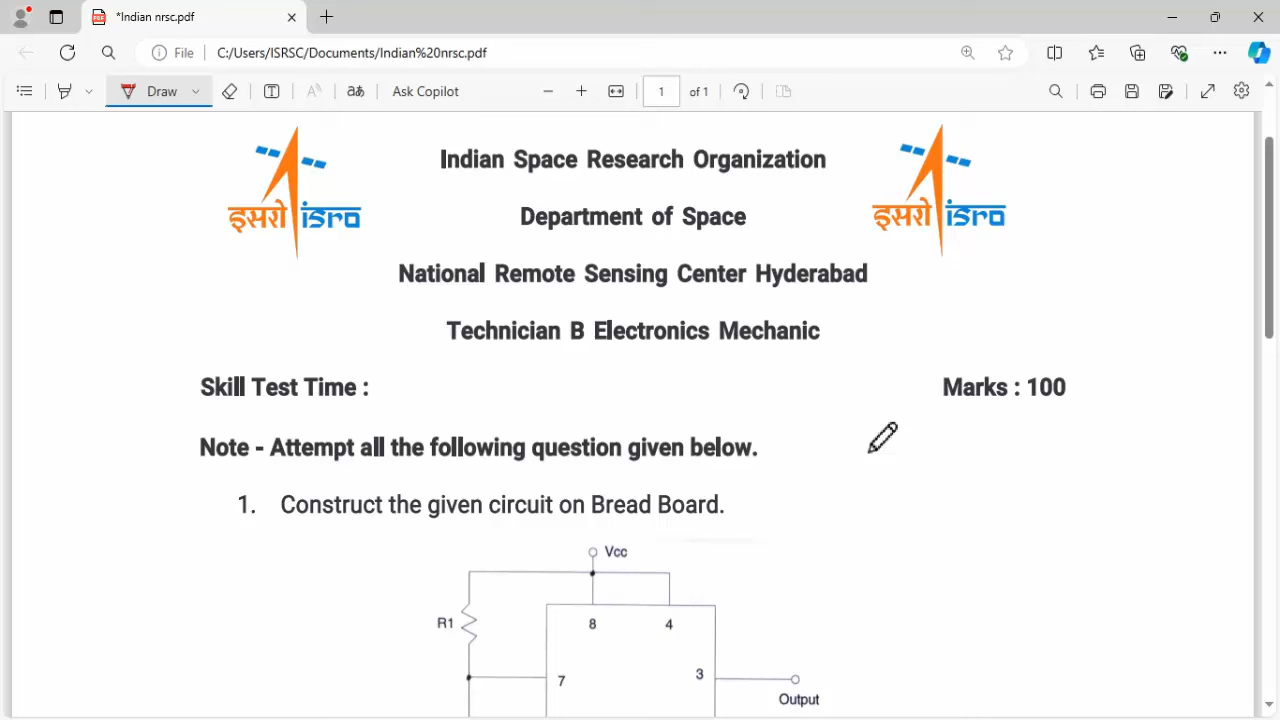 *Indian nrsc.pdf
File C:/Users/ISRSC/Documents/Indian%20nrsc.pdf
Draw aあ Ask Copilot 1 of 1
इसरो isro
Indian Space Research Organization
इसरो isro
Department of Space
National Remote Sensing Center Hyderabad
Technician B Electronics Mechanic
Skill Test Time : Marks : 100
Note - Attempt all the following question given below.
1. Construct the given circuit on Bread Board.
Vcc
R1 8 4
7 3
Output